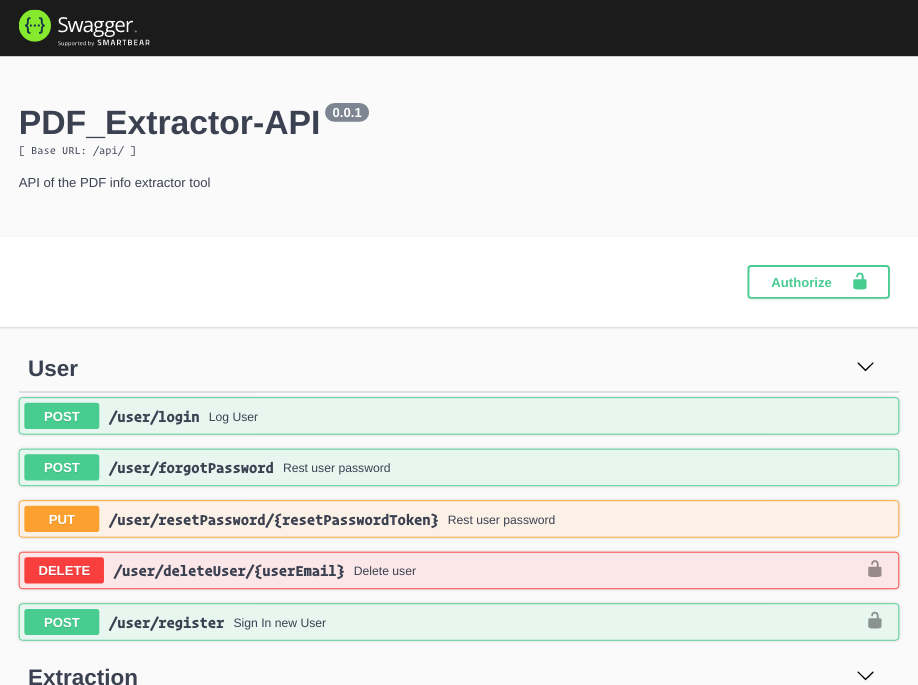 {...} Swagger.
Supported by SMARTBEAR
PDF_Extractor-API 0.0.1
[ Base URL: /api/ ]
API of the PDF info extractor tool
Authorize
User
POST /user/login Log User
POST /user/forgotPassword Rest user password
PUT /user/resetPassword/{resetPasswordToken} Rest user password
DELETE /user/deleteUser/{userEmail} Delete user
POST /user/register Sign In new User
Extraction